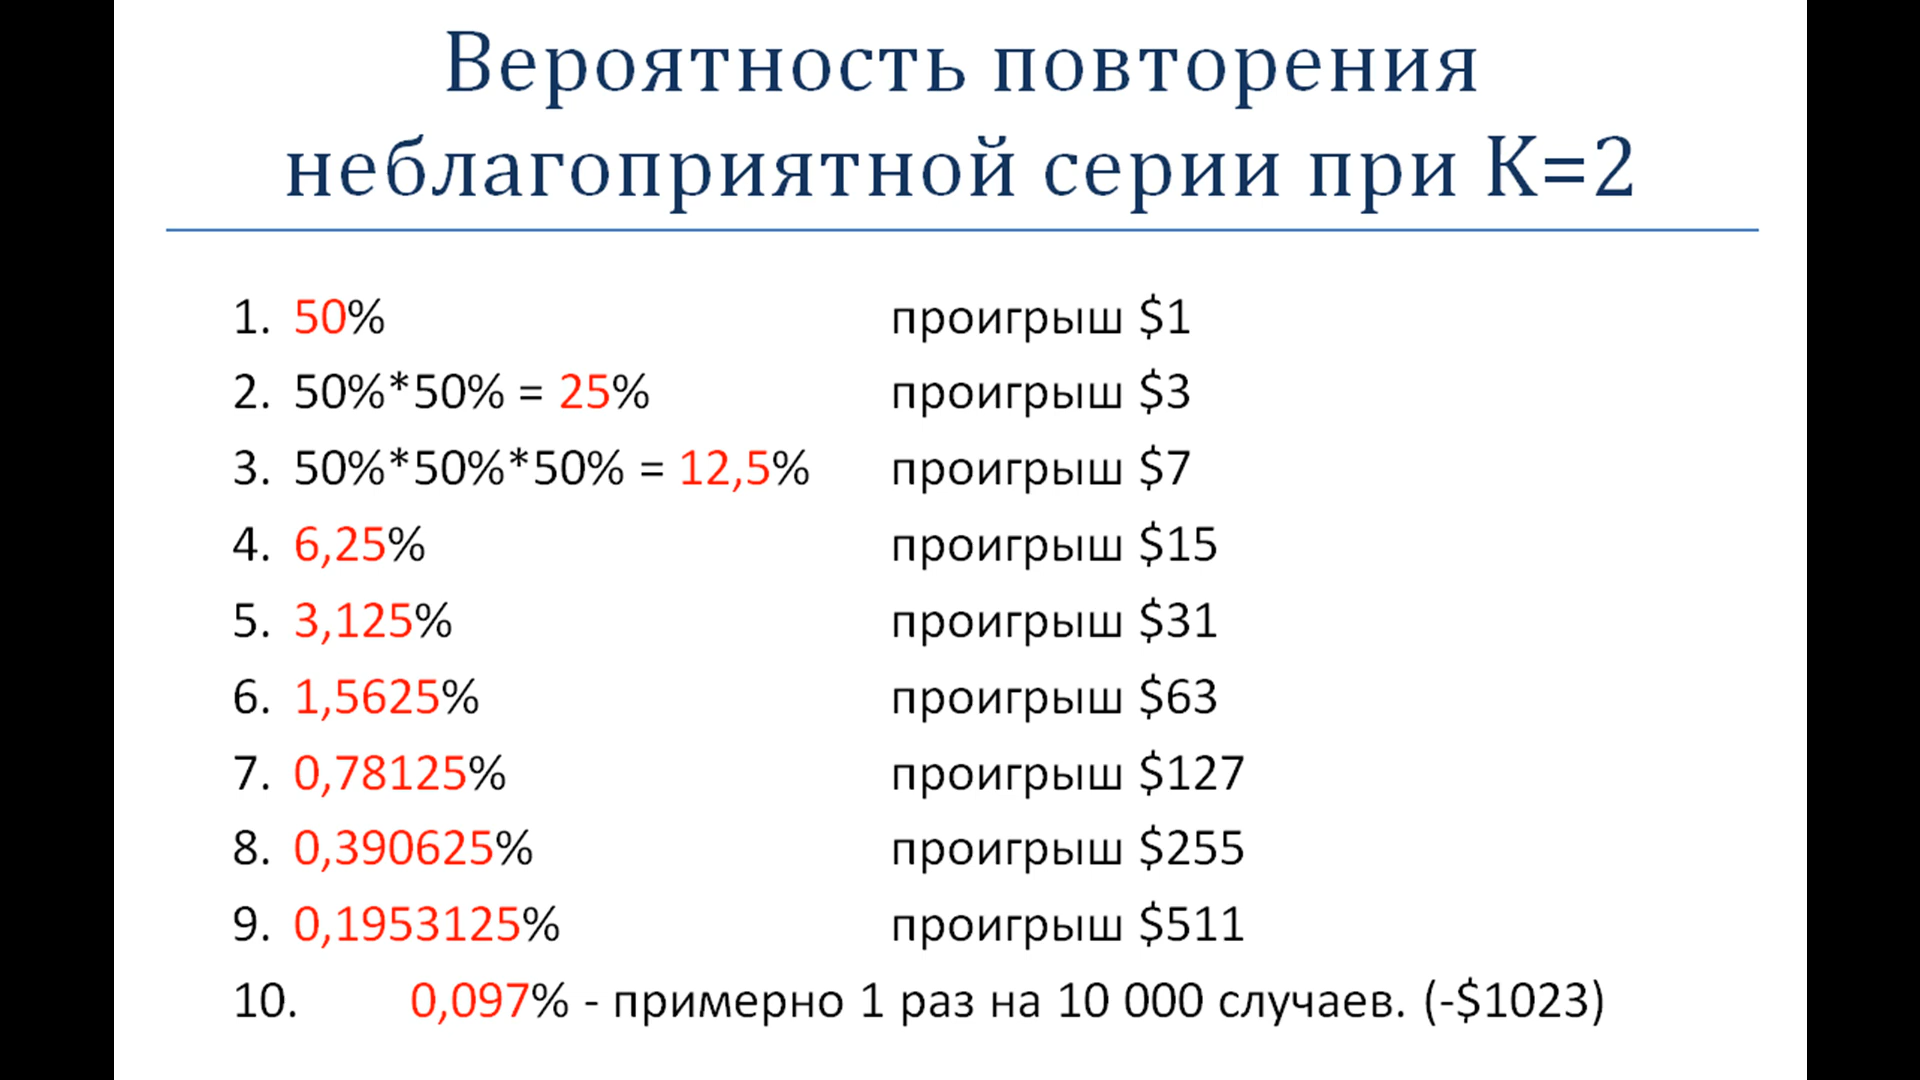 Вероятность повторения
неблагоприятной серии при K=2
1. 50% проигрыш $1
2. 50%*50% = 25% проигрыш $3
3. 50%*50%*50% = 12,5% проигрыш $7
4. 6,25% проигрыш $15
5. 3,125% проигрыш $31
6. 1,5625% проигрыш $63
7. 0,78125% проигрыш $127
8. 0,390625% проигрыш $255
9. 0,1953125% проигрыш $511
10. 0,097% - примерно 1 раз на 10 000 случаев. (-$1023)